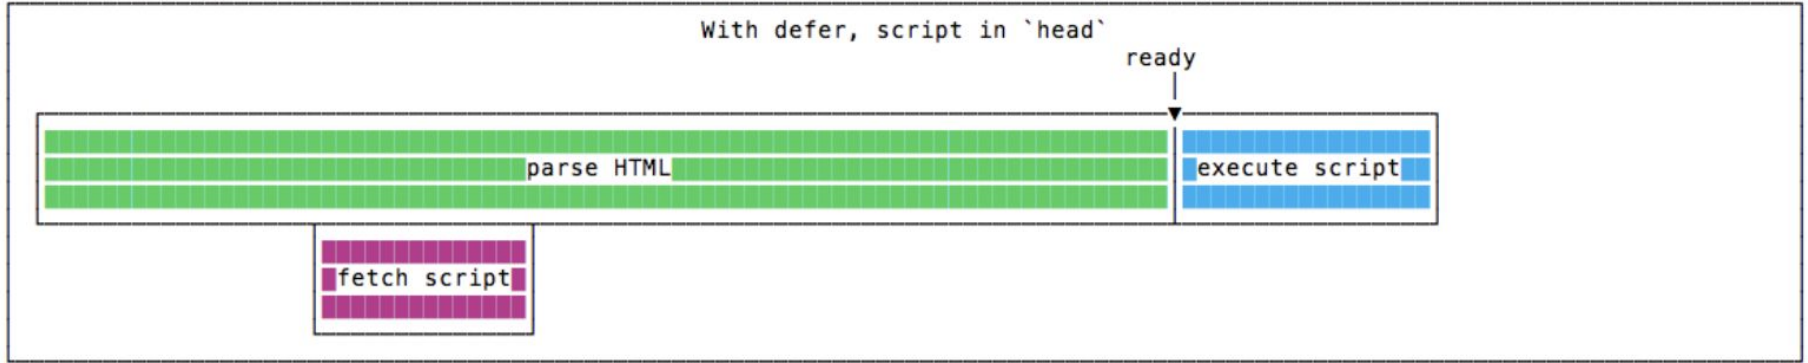 With defer, script in `head`
ready
parse HTML
execute script
fetch script